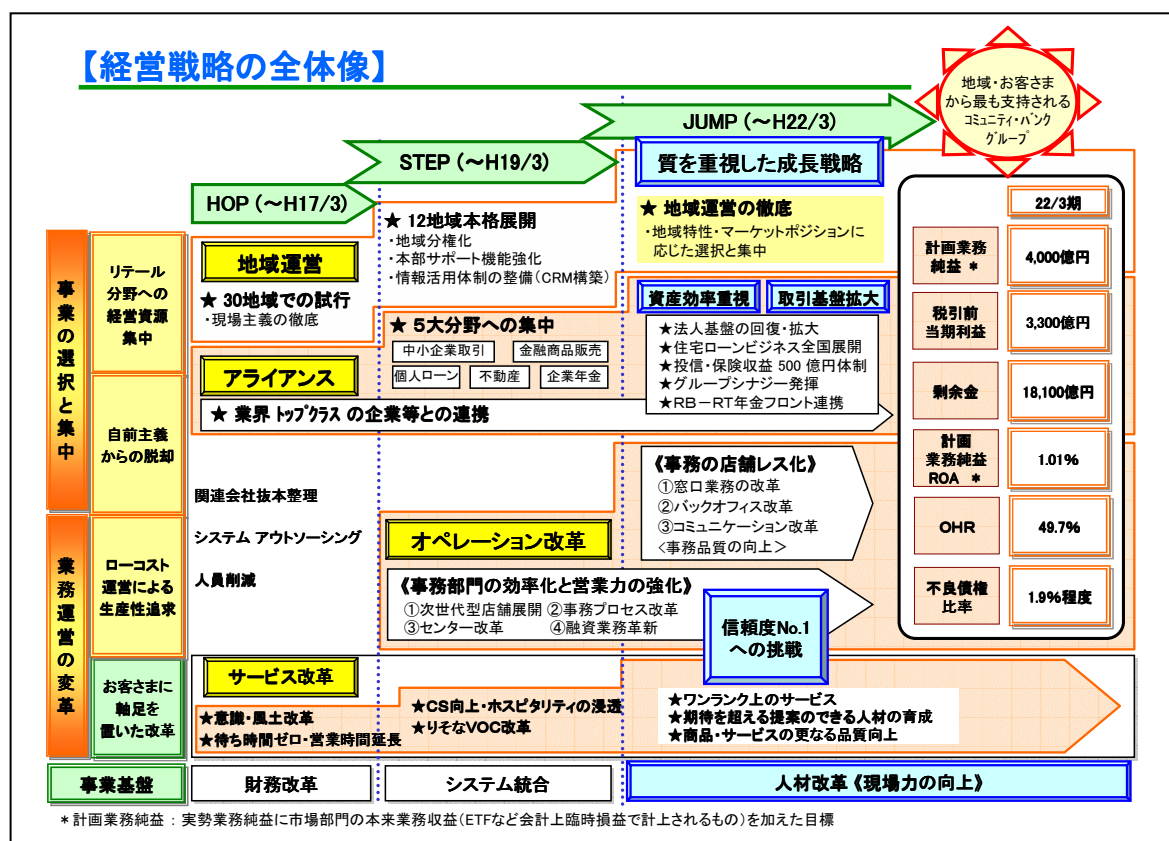 【経営戦略の全体像】
地域・お客さま
から最も支持される
コミュニティ・バンク
グループ
JUMP (～H22/3)
STEP (～H19/3)
HOP (～H17/3)
質を重視した成長戦略
★ 地域運営の徹底
・地域特性・マーケットポジションに
応じた選択と集中
★ 12地域本格展開
・地域分権化
・本部サポート機能強化
・情報活用体制の整備(CRM構築)
事業の選択と集中
リテール
分野への
経営資源
集中
地域運営
★ 30地域での試行
・現場主義の徹底
★ 5大分野への集中
中小企業取引
金融商品販売
個人ローン
不動産
企業年金
資産効率重視
取引基盤拡大
★法人基盤の回復・拡大
★住宅ローンビジネス全国展開
★投信・保険収益 500 億円体制
★グループシナジー発揮
★RB－RT年金フロント連携
アライアンス
★ 業界 トップクラス の企業等との連携
自前主義
からの脱却
関連会社抜本整理
システム アウトソーシング
人員削減
《事務の店舗レス化》
①窓口業務の改革
②バックオフィス改革
③コミュニケーション改革
＜事務品質の向上＞
業務運営の変革
ローコスト
運営による
生産性追求
オペレーション改革
《事務部門の効率化と営業力の強化》
①次世代型店舗展開 ②事務プロセス改革
③センター改革 ④融資業務革新
信頼度No.1
への挑戦
お客さまに
軸足を
置いた改革
サービス改革
★意識・風土改革
★待ち時間ゼロ・営業時間延長
★CS向上・ホスピタリティの浸透
★りそなVOC改革
★ワンランク上のサービス
★期待を超える提案のできる人材の育成
★商品・サービスの更なる品質向上
22/3期
計画業務
純益 *
4,000億円
税引前
当期利益
3,300億円
剰余金
18,100億円
計画
業務純益
ROA *
1.01%
OHR
49.7%
不良債権
比率
1.9%程度
事業基盤
財務改革
システム統合
人材改革《現場力の向上》
* 計画業務純益 ： 実勢業務純益に市場部門の本来業務収益(ETFなど会計上臨時損益で計上されるもの)を加えた目標